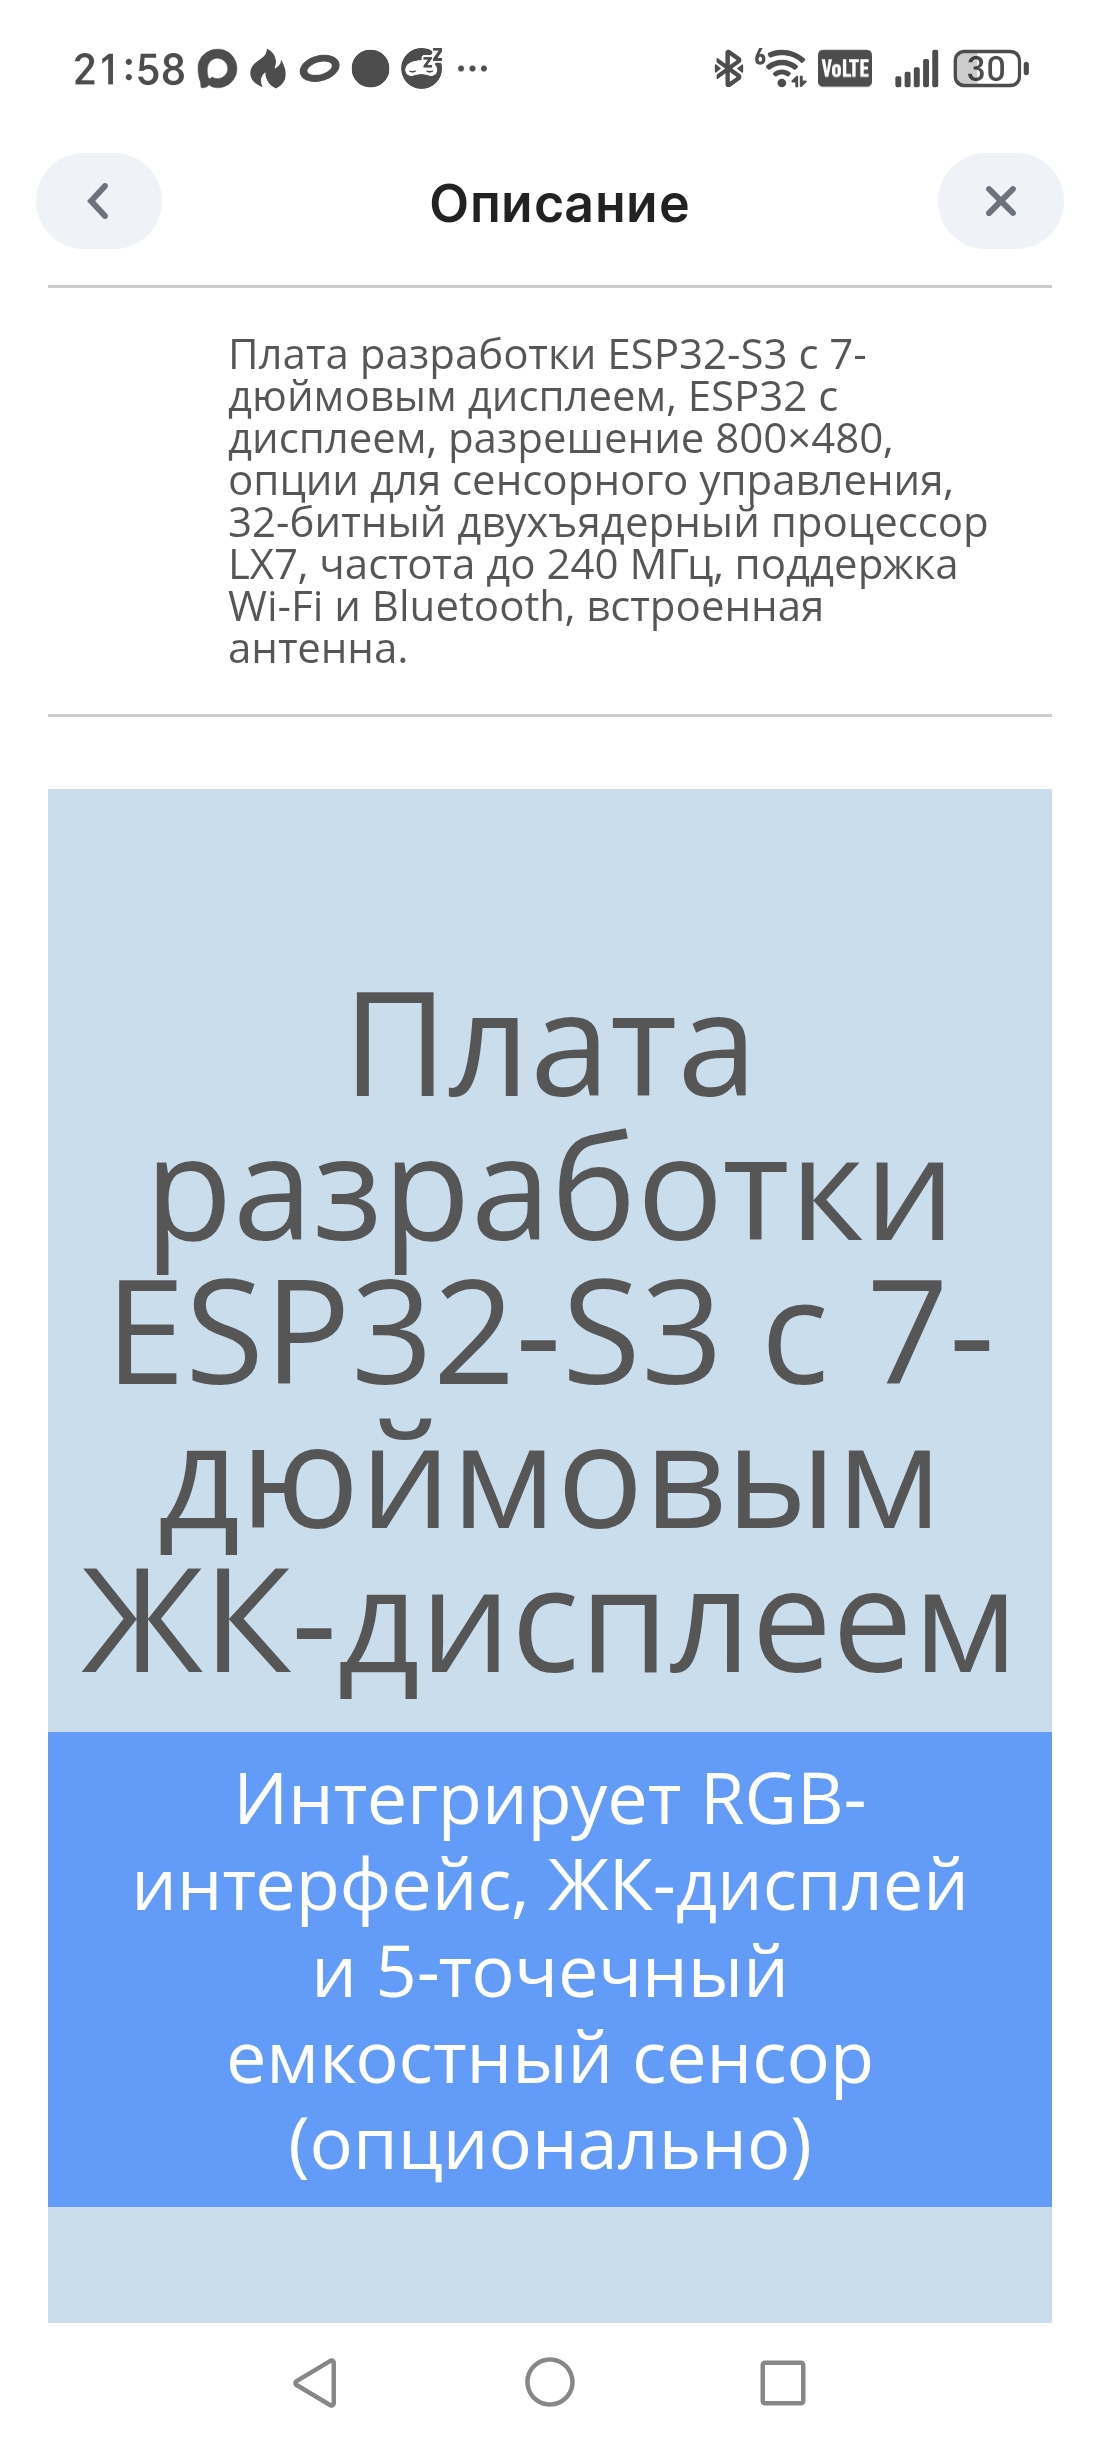 21:58
6
VoLTE
30
Описание
Плата разработки ESP32-S3 с 7-
дюймовым дисплеем, ESP32 с
дисплеем, разрешение 800×480,
опции для сенсорного управления,
32-битный двухъядерный процессор
LX7, частота до 240 МГц, поддержка
Wi-Fi и Bluetooth, встроенная
антенна.
Плата
разработки
ESP32-S3 с 7-
дюймовым
ЖК-дисплеем
Интегрирует RGB-
интерфейс, ЖК-дисплей
и 5-точечный
емкостный сенсор
(опционально)